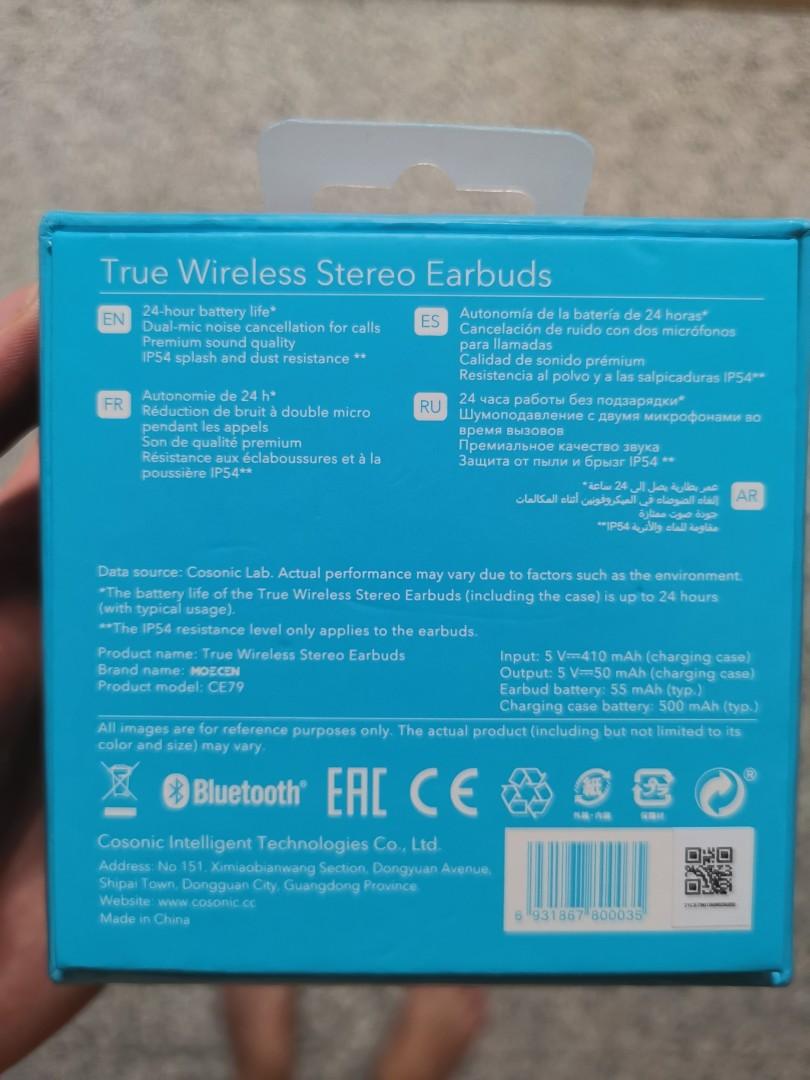 True Wireless Stereo Earbuds
EN
24-hour battery life*
Dual-mic noise cancellation for calls
Premium sound quality
IP54 splash and dust resistance **
ES
Autonomía de la batería de 24 horas*
Cancelación de ruido con dos micrófonos
para llamadas
Calidad de sonido prémium
Resistencia al polvo y a las salpicaduras IP54**
FR
Autonomie de 24 h*
Réduction de bruit à double micro
pendant les appels
Son de qualité premium
Résistance aux éclaboussures et à la
poussière IP54**
RU
24 часа работы без подзарядки*
Шумоподавление с двумя микрофонами во
время вызовов
Премиальное качество звука
Защита от пыли и брызг IP54 **
AR
عمر بطارية يصل إلى 24 ساعة*
إلغاء الضوضاء في الميكروفونين أثناء المكالمات
جودة صوت ممتازة
مقاومة للماء والأتربة IP54**
Data source: Cosonic Lab. Actual performance may vary due to factors such as the environment.
*The battery life of the True Wireless Stereo Earbuds (including the case) is up to 24 hours
(with typical usage).
**The IP54 resistance level only applies to the earbuds.
Product name: True Wireless Stereo Earbuds
Brand name: MOECEN
Product model: CE79
Input: 5 V⎓410 mAh (charging case)
Output: 5 V⎓50 mAh (charging case)
Earbud battery: 55 mAh (typ.)
Charging case battery: 500 mAh (typ.)
All images are for reference purposes only. The actual product (including but not limited to its
color and size) may vary.
Bluetooth®
EAC
CE
紙
外箱・内箱
プラ
®
Cosonic Intelligent Technologies Co., Ltd.
Address: No 151, Ximiaobianwang Section, Dongyuan Avenue,
Shipai Town, Dongguan City, Guangdong Province.
Website: www.cosonic.cc
Made in China
6 931867 800035